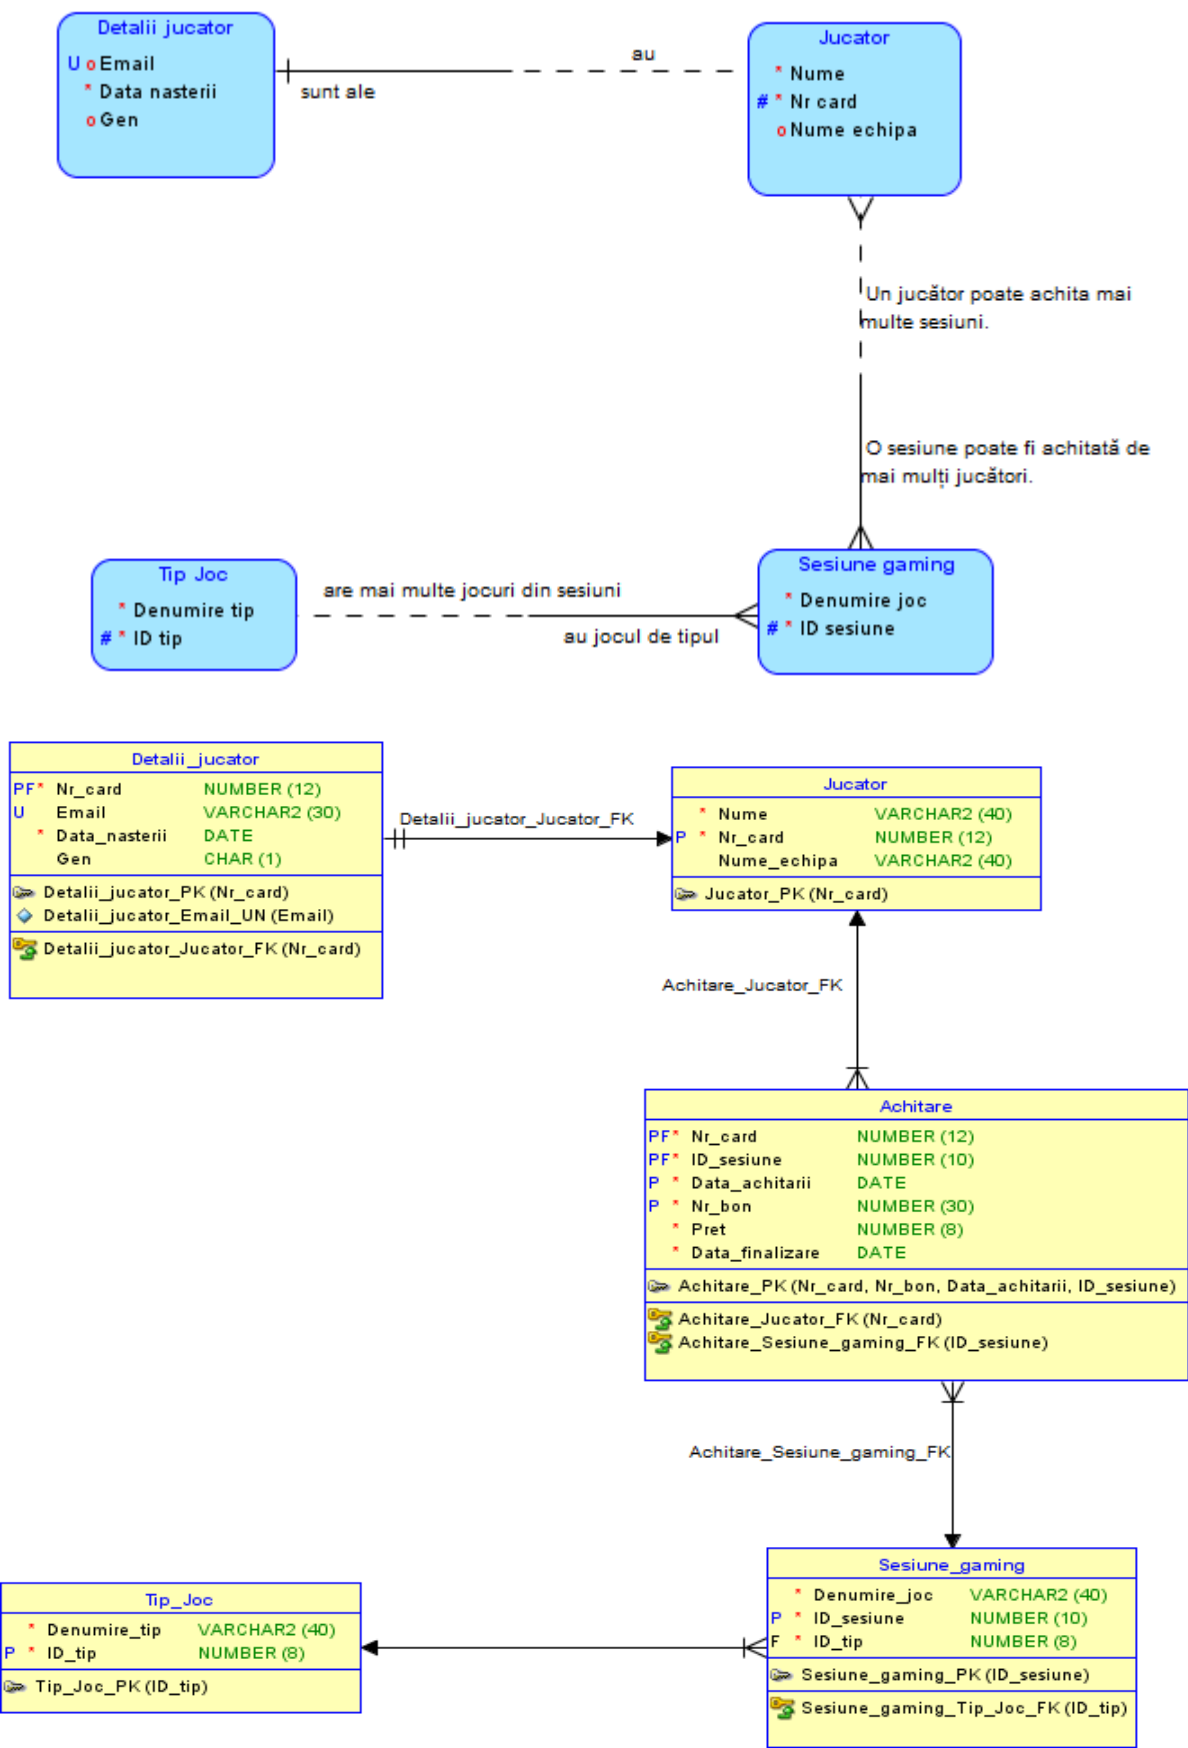 Detalii jucator
U o Email
* Data nasterii
o Gen
sunt ale
au
Jucator
* Nume
# * Nr card
o Nume echipa
Un jucător poate achita mai
multe sesiuni.
O sesiune poate fi achitată de
mai mulți jucători.
Tip Joc
* Denumire tip
# * ID tip
are mai multe jocuri din sesiuni
au jocul de tipul
Sesiune gaming
* Denumire joc
# * ID sesiune
Detalii_jucator
PF* Nr_card NUMBER (12)
U Email VARCHAR2 (30)
* Data_nasterii DATE
Gen CHAR (1)
Detalii_jucator_PK (Nr_card)
Detalii_jucator_Email_UN (Email)
Detalii_jucator_Jucator_FK (Nr_card)
Detalii_jucator_Jucator_FK
Jucator
* Nume VARCHAR2 (40)
P * Nr_card NUMBER (12)
Nume_echipa VARCHAR2 (40)
Jucator_PK (Nr_card)
Achitare_Jucator_FK
Achitare
PF* Nr_card NUMBER (12)
PF* ID_sesiune NUMBER (10)
P * Data_achitarii DATE
P * Nr_bon NUMBER (30)
* Pret NUMBER (8)
* Data_finalizare DATE
Achitare_PK (Nr_card, Nr_bon, Data_achitarii, ID_sesiune)
Achitare_Jucator_FK (Nr_card)
Achitare_Sesiune_gaming_FK (ID_sesiune)
Achitare_Sesiune_gaming_FK
Tip_Joc
* Denumire_tip VARCHAR2 (40)
P * ID_tip NUMBER (8)
Tip_Joc_PK (ID_tip)
Sesiune_gaming
* Denumire_joc VARCHAR2 (40)
P * ID_sesiune NUMBER (10)
F * ID_tip NUMBER (8)
Sesiune_gaming_PK (ID_sesiune)
Sesiune_gaming_Tip_Joc_FK (ID_tip)